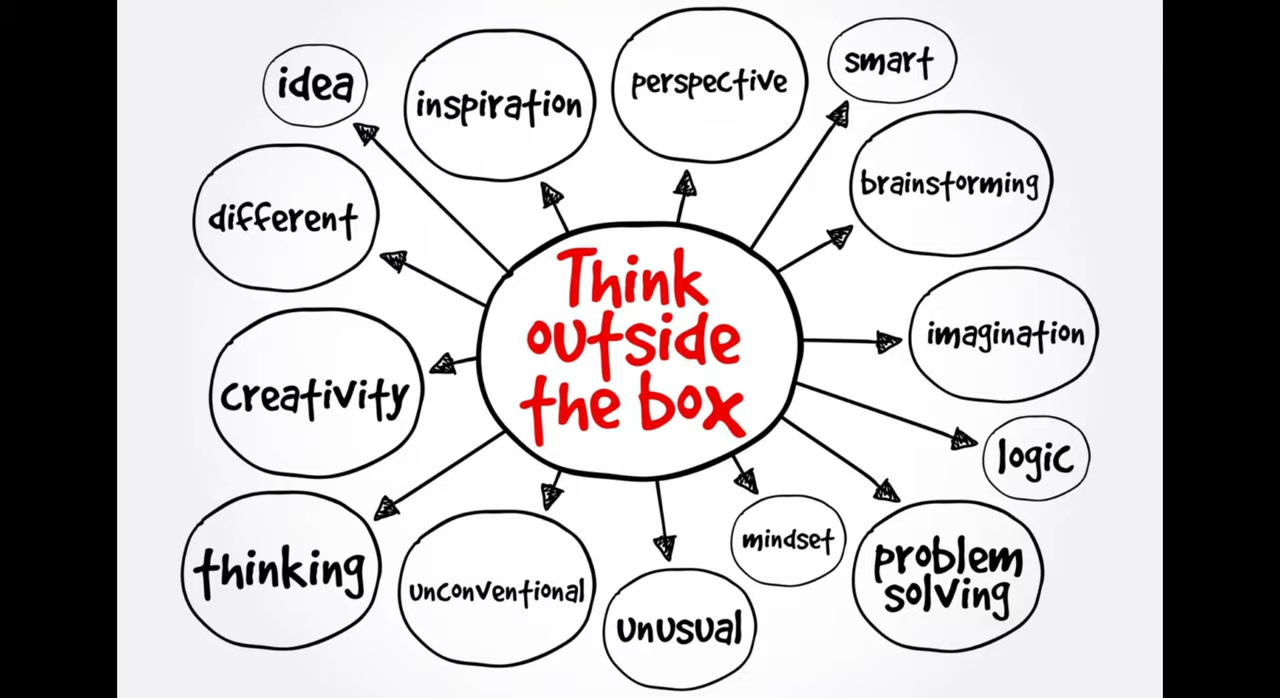 idea
inspiration
perspective
smart
different
brainstorming
Think
outside
the box
imagination
creativity
logic
thinking
unconventional
unusual
mindset
problem
solving